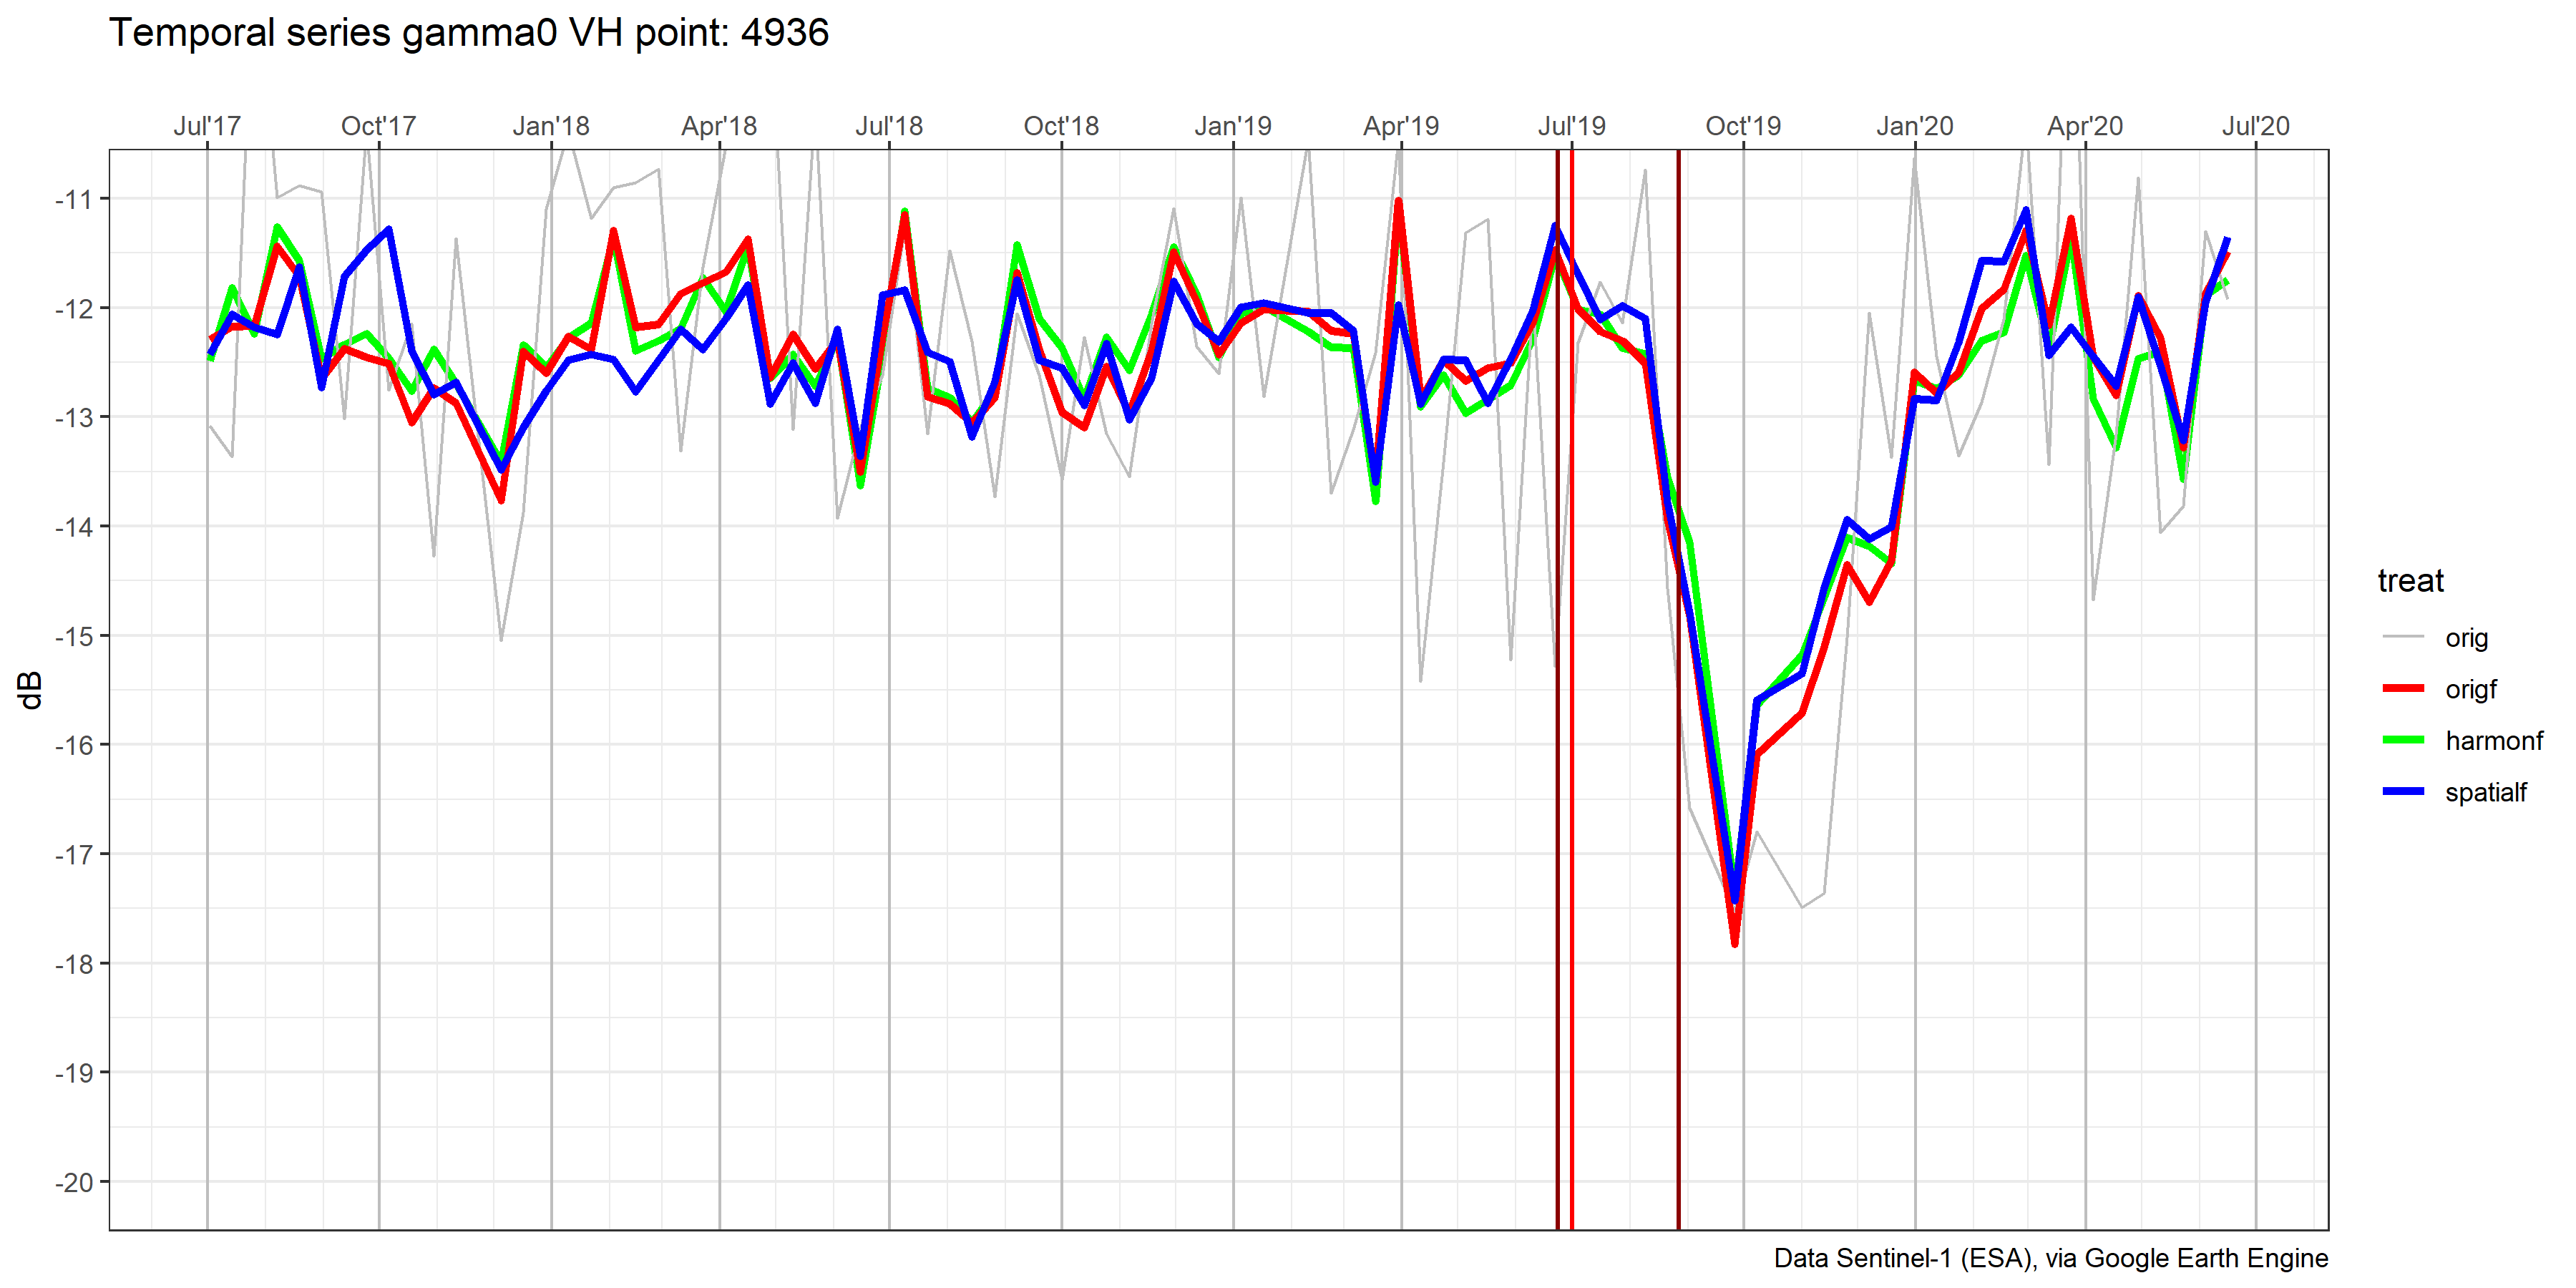 Temporal series gamma0 VH point: 4936
Jul'17 Oct'17 Jan'18 Apr'18 Jul'18 Oct'18 Jan'19 Apr'19 Jul'19 Oct'19 Jan'20 Apr'20 Jul'20
-11
-12
-13
-14
-15
-16
-17
-18
-19
-20
dB
treat
orig
origf
harmonf
spatialf
Data Sentinel-1 (ESA), via Google Earth Engine